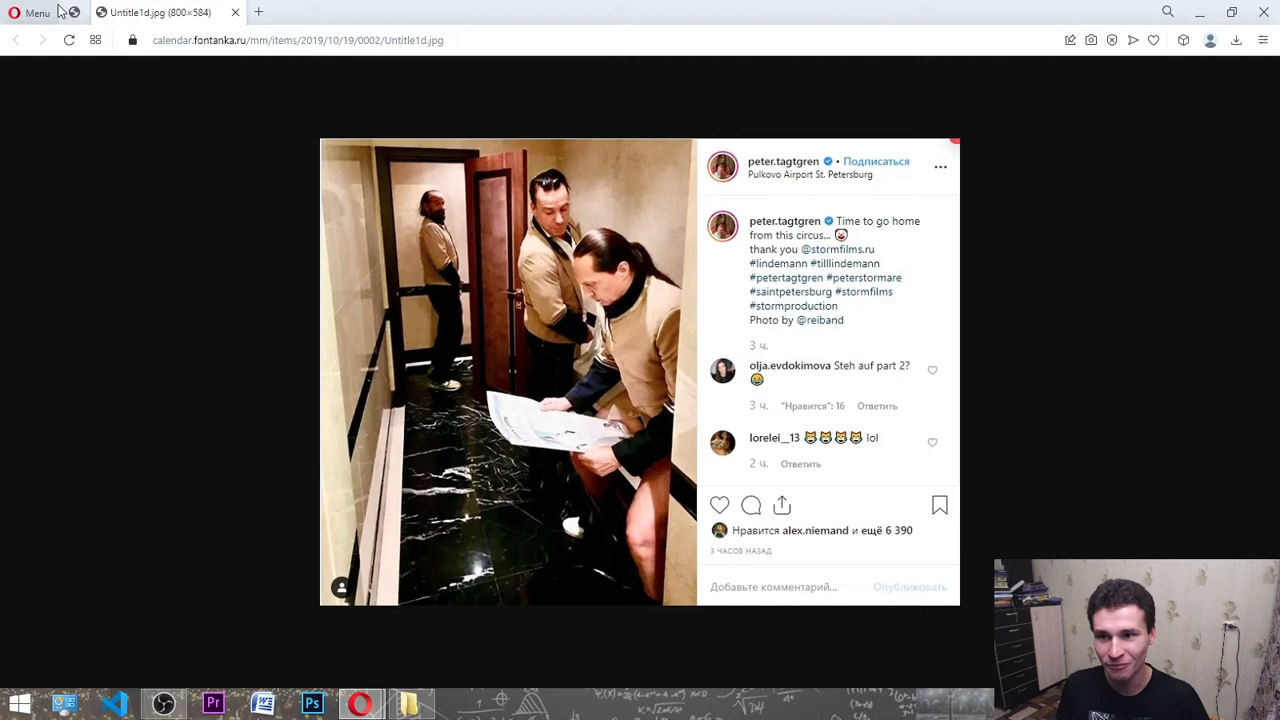 Menu
Untitle1d.jpg (800×584)
calendar.fontanka.ru/mm/items/2019/10/19/0002/Untitle1d.jpg
peter.tagtgren • Подписаться
Pulkovo Airport St. Petersburg
peter.tagtgren Time to go home
from this circus... 🤡
thank you @stormfilms.ru
#lindemann #tilllindemann
#petertagtgren #peterstormare
#saintpetersburg #stormfilms
#stormproduction
Photo by @reiband
3 ч.
olja.evdokimova Steh auf part 2?
😂
3 ч. "Нравится": 16 Ответить
lorelei__13 😹😹😹😹 lol
2 ч. Ответить
Нравится alex.niemand и ещё 6 390
3 ЧАСОВ НАЗАД
Добавьте комментарий... Опубликовать
Pr
W
Ps